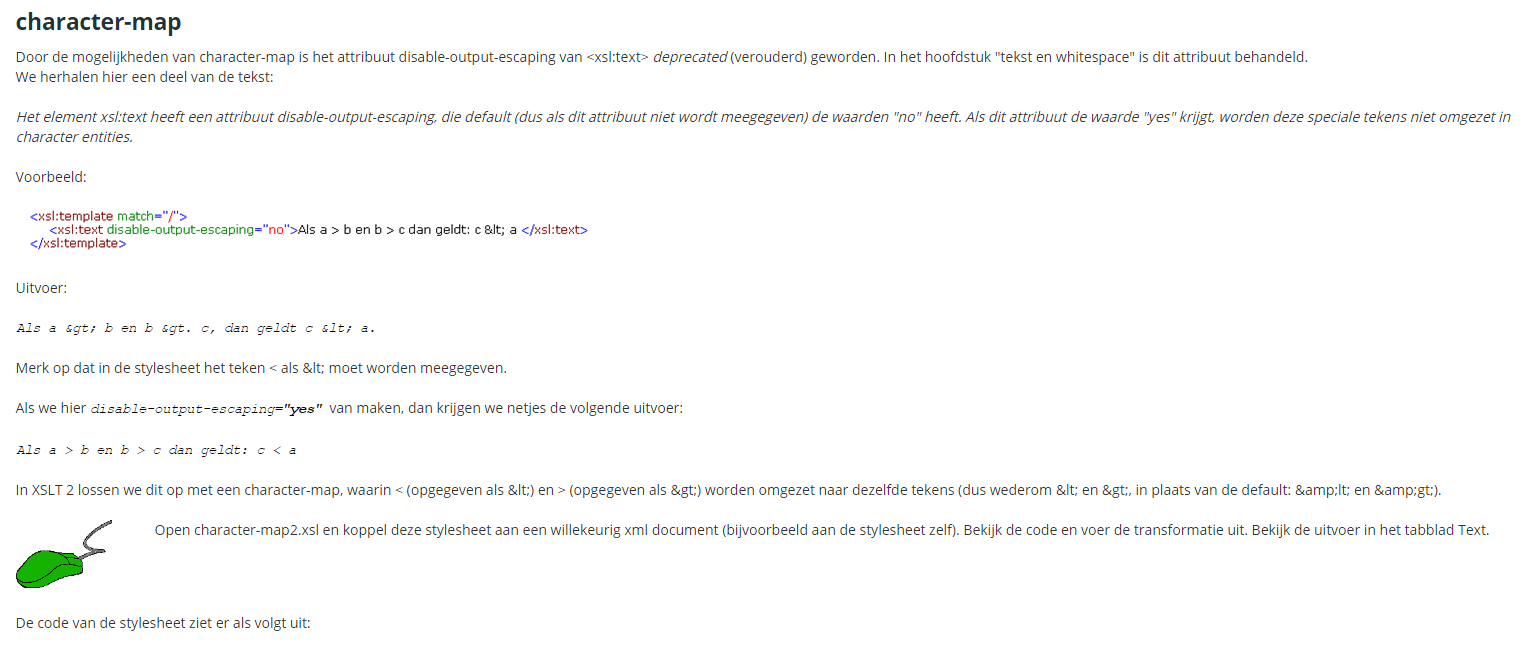 character-map
Door de mogelijkheden van character-map is het attribuut disable-output-escaping van <xsl:text> deprecated (verouderd) geworden. In het hoofdstuk "tekst en whitespace" is dit attribuut behandeld.
We herhalen hier een deel van de tekst:
Het element xsl:text heeft een attribuut disable-output-escaping, die default (dus als dit attribuut niet wordt meegegeven) de waarden "no" heeft. Als dit attribuut de waarde "yes" krijgt, worden deze speciale tekens niet omgezet in
character entities.
Voorbeeld:
<xsl:template match="/">
<xsl:text disable-output-escaping="no">Als a > b en b > c dan geldt: c &lt; a </xsl:text>
</xsl:template>
Uitvoer:
Als a &gt; b en b &gt. c, dan geldt c &lt; a.
Merk op dat in de stylesheet het teken < als &lt; moet worden meegegeven.
Als we hier disable-output-escaping="yes" van maken, dan krijgen we netjes de volgende uitvoer:
Als a > b en b > c dan geldt: c < a
In XSLT 2 lossen we dit op met een character-map, waarin < (opgegeven als &lt;) en > (opgegeven als &gt;) worden omgezet naar dezelfde tekens (dus wederom &lt; en &gt;, in plaats van de default: &amp;lt; en &amp;gt;).
Open character-map2.xsl en koppel deze stylesheet aan een willekeurig xml document (bijvoorbeeld aan de stylesheet zelf). Bekijk de code en voer de transformatie uit. Bekijk de uitvoer in het tabblad Text.
De code van de stylesheet ziet er als volgt uit: